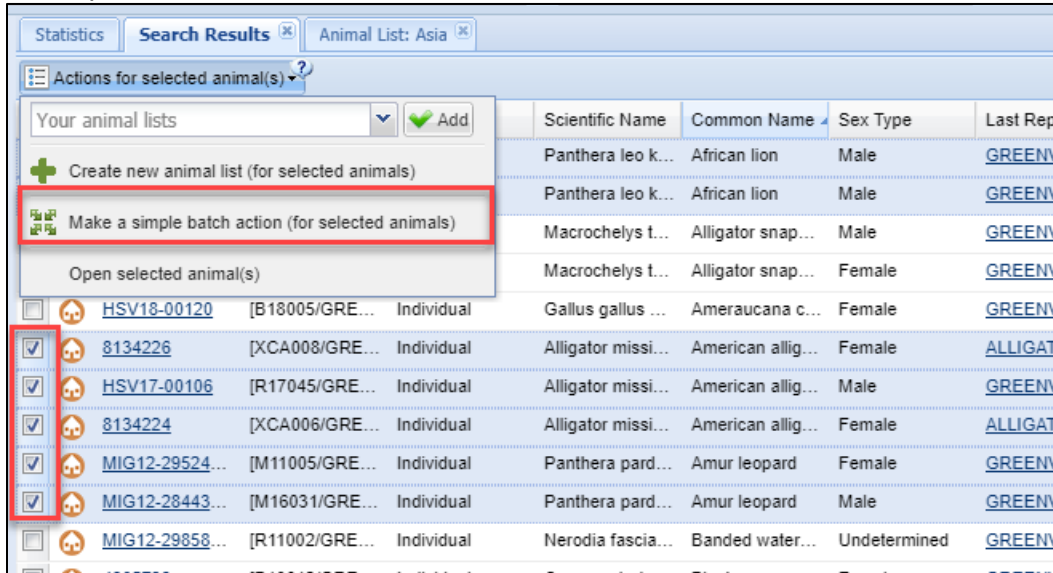 Statistics Search Results Animal List: Asia
Actions for selected animal(s) ?
Your animal lists Add
Scientific Name Common Name Sex Type Last Rep
Create new animal list (for selected animals)
Panthera leo k... African lion Male GREENV
Panthera leo k... African lion Male GREENV
Make a simple batch action (for selected animals)
Macrochelys t... Alligator snap... Male GREENV
Open selected animal(s)
Macrochelys t... Alligator snap... Female GREENV
HSV18-00120 [B18005/GRE... Individual Gallus gallus ... Ameraucana c... Female GREENV
8134226 [XCA008/GRE... Individual Alligator missi... American allig... Female ALLIGAT
HSV17-00106 [R17045/GRE... Individual Alligator missi... American allig... Male GREENV
8134224 [XCA006/GRE... Individual Alligator missi... American allig... Female ALLIGAT
MIG12-29524... [M11005/GRE... Individual Panthera pard... Amur leopard Female GREENV
MIG12-28443... [M16031/GRE... Individual Panthera pard... Amur leopard Male GREENV
MIG12-29858... [R11002/GRE... Individual Nerodia fascia... Banded water... Undetermined GREENV